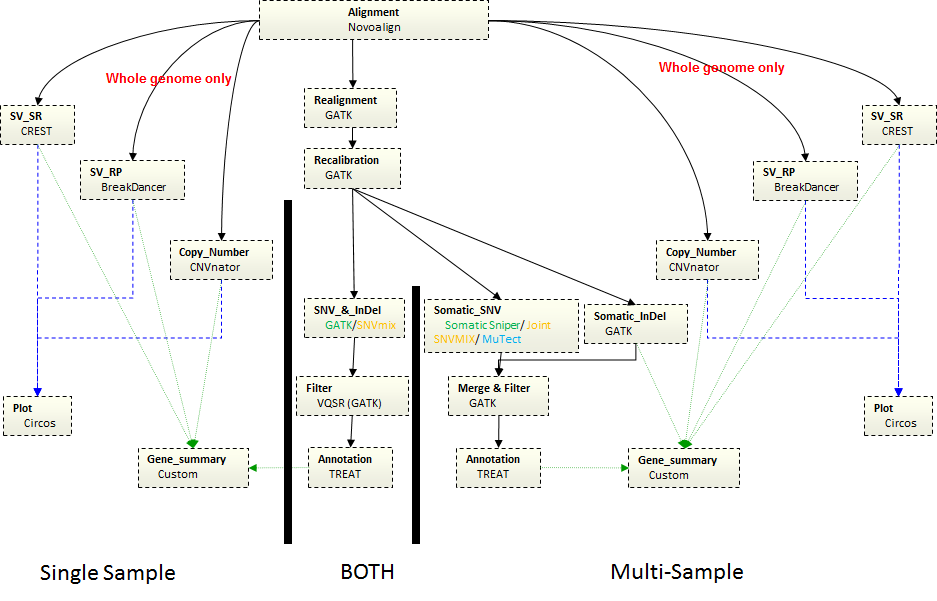 Alignment
Novoalign
Whole genome only
Whole genome only
Realignment
GATK
SV_SR
CREST
SV_SR
CREST
Recalibration
GATK
SV_RP
BreakDancer
SV_RP
BreakDancer
Copy_Number
CNVnator
Copy_Number
CNVnator
SNV_&_InDel
GATK/SNVmix
Somatic_SNV
Somatic Sniper/ Joint
SNVMIX/ MuTect
Somatic_InDel
GATK
Filter
VQSR (GATK)
Merge & Filter
GATK
Plot
Circos
Plot
Circos
Gene_summary
Custom
Annotation
TREAT
Annotation
TREAT
Gene_summary
Custom
Single Sample
BOTH
Multi-Sample